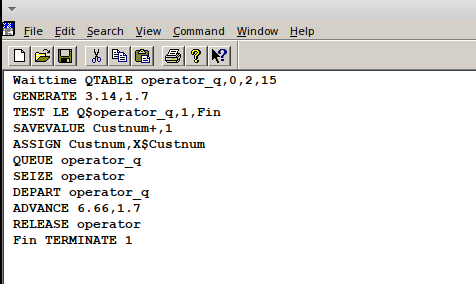 File Edit Search View Command Window Help
Waittime QTABLE operator_q,0,2,15
GENERATE 3.14,1.7
TEST LE Q$operator_q,1,Fin
SAVEVALUE Custnum+,1
ASSIGN Custnum,X$Custnum
QUEUE operator_q
SEIZE operator
DEPART operator_q
ADVANCE 6.66,1.7
RELEASE operator
Fin TERMINATE 1